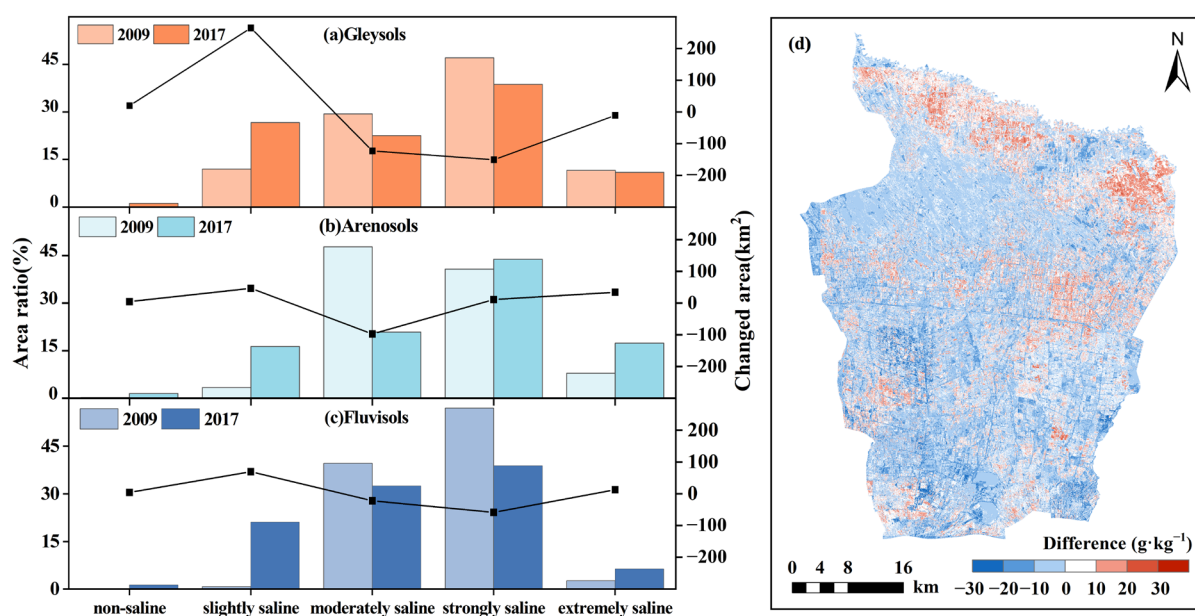 2009 2017 (a)Gleysols
45
30
15
0
200
100
0
−100
−200
2009 2017 (b)Arenosols
45
30
15
0
200
100
0
−100
−200
2009 2017 (c)Fluvisols
45
30
15
0
200
100
0
−100
−200
Area ratio(%)
Changed area(km²)
non-saline slightly saline moderately saline strongly saline extremely saline
(d)
N
0 4 8 16
km
Difference (g·kg⁻¹)
−30 −20 −10 0 10 20 30